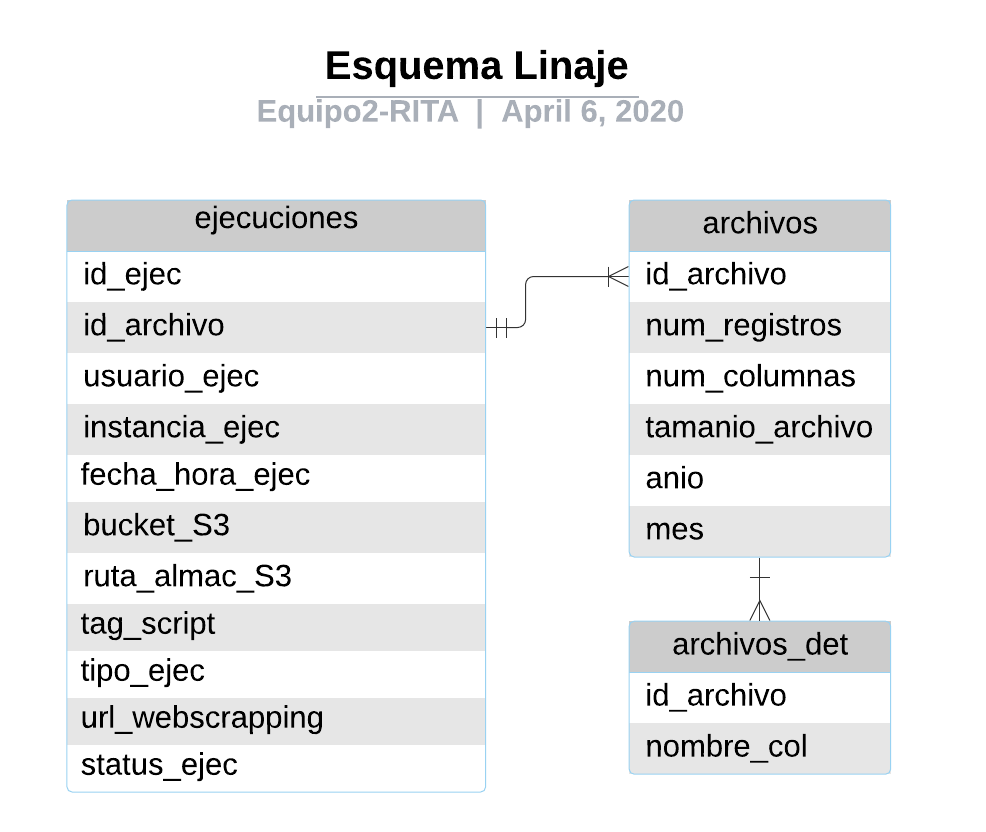 Esquema Linaje
Equipo2-RITA | April 6, 2020
ejecuciones
id_ejec
id_archivo
usuario_ejec
instancia_ejec
fecha_hora_ejec
bucket_S3
ruta_almac_S3
tag_script
tipo_ejec
url_webscrapping
status_ejec
archivos
id_archivo
num_registros
num_columnas
tamanio_archivo
anio
mes
archivos_det
id_archivo
nombre_col